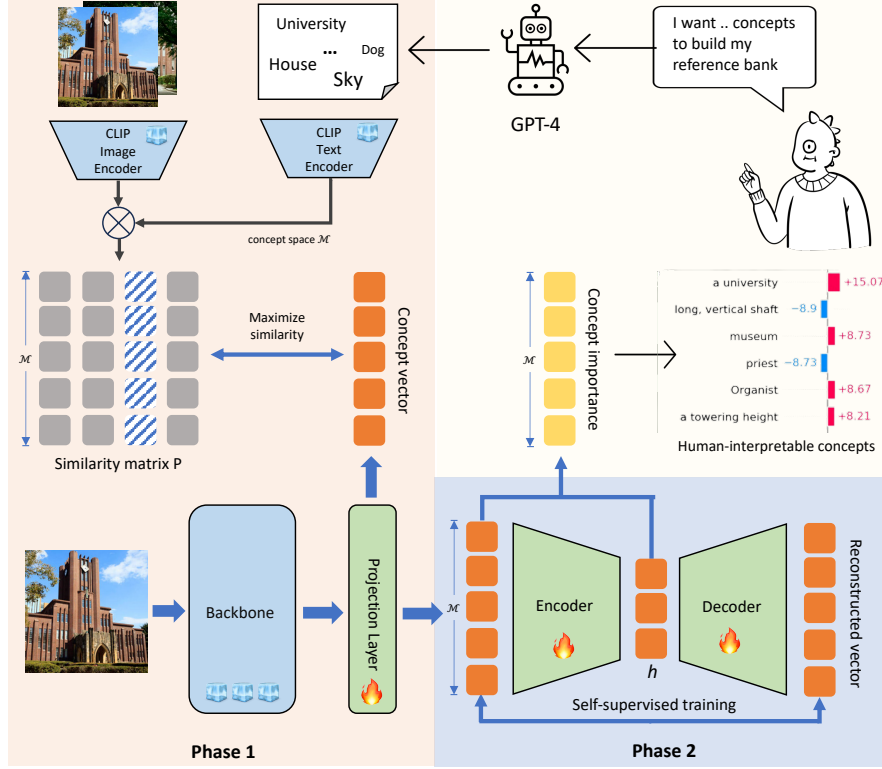 University
...
Dog
House
Sky
GPT-4
I want .. concepts
to build my
reference bank
CLIP
Image
Encoder
CLIP
Text
Encoder
concept space ℳ
ℳ
Maximize
similarity
Concept vector
Similarity matrix P
ℳ
Concept importance
a university
+15.07
long, vertical shaft
−8.9
museum
+8.73
priest
−8.73
Organist
+8.67
a towering height
+8.21
Human-interpretable concepts
Backbone
Projection Layer
ℳ
Encoder
h
Decoder
Reconstructed vector
Self-supervised training
Phase 1
Phase 2